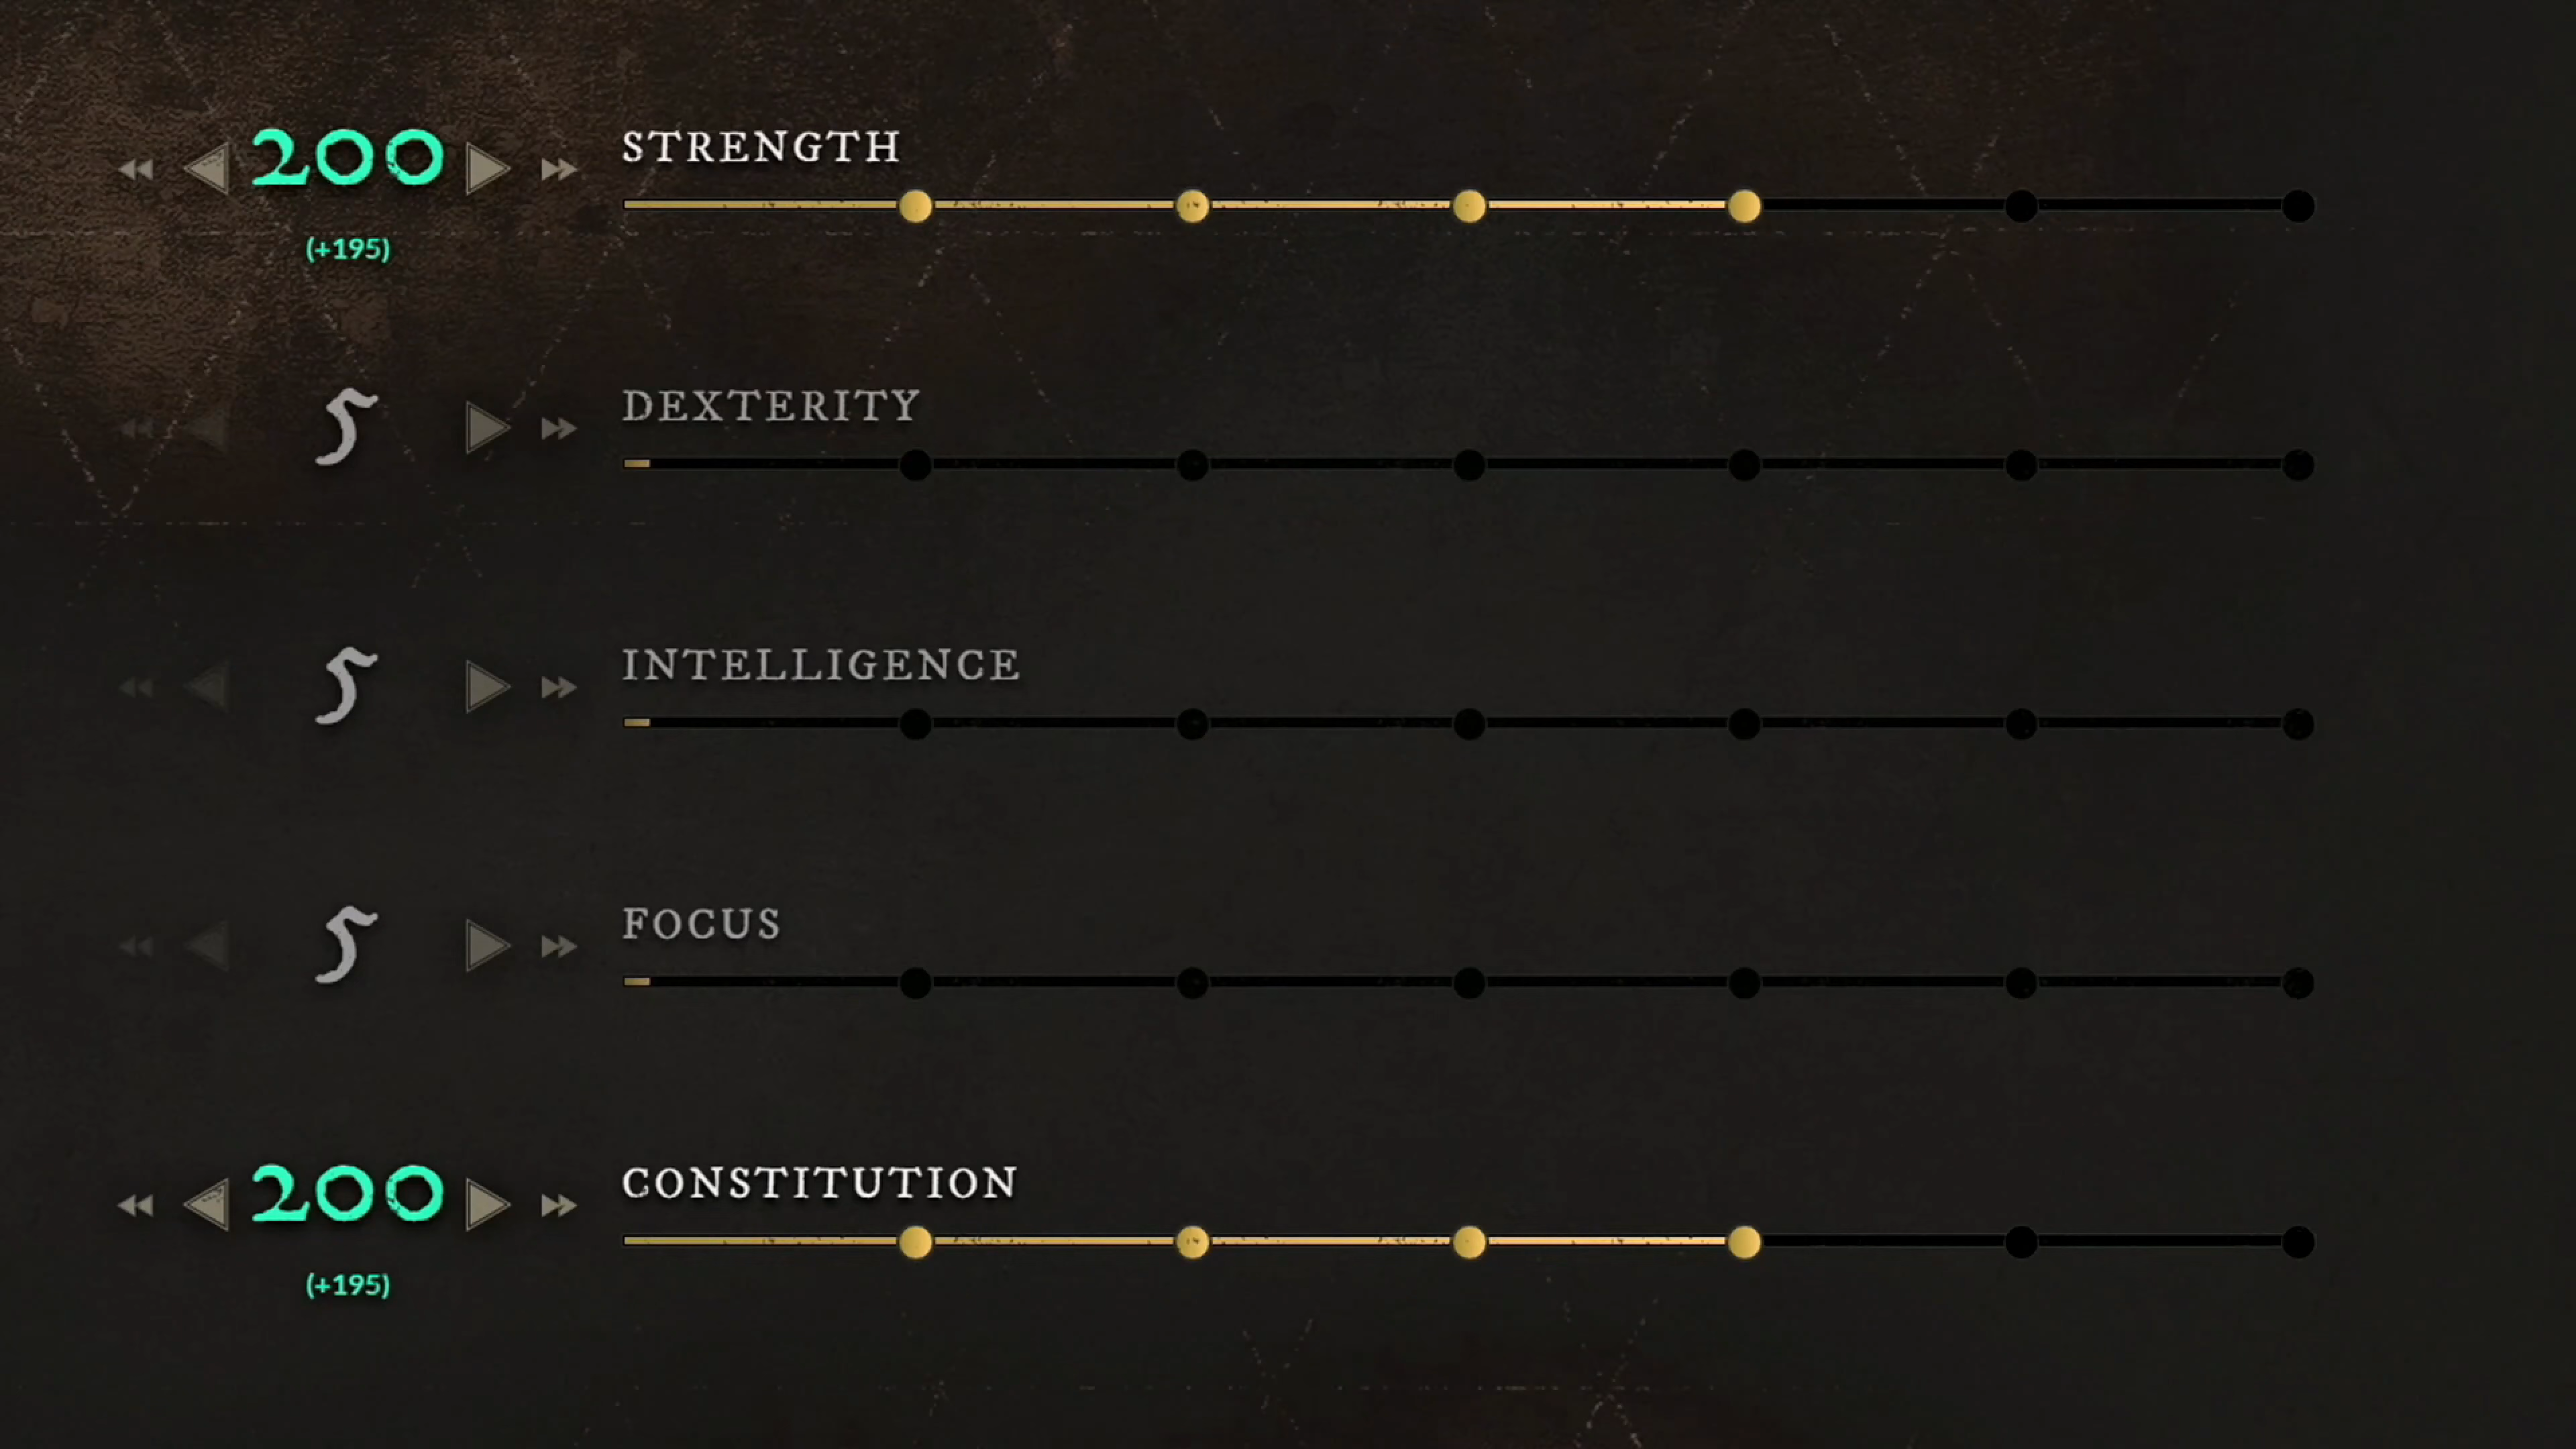 200 STRENGTH
(+195)
5 DEXTERITY
5 INTELLIGENCE
5 FOCUS
200 CONSTITUTION
(+195)